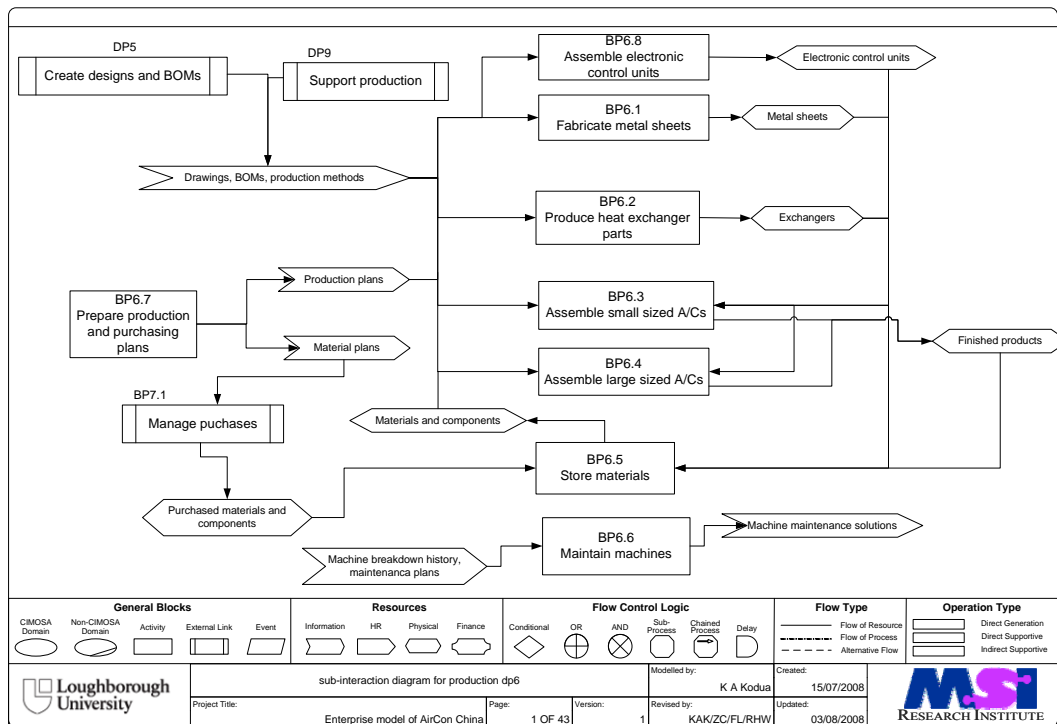 DP5
Create designs and BOMs
DP9
Support production
BP6.8
Assemble electronic
control units
Electronic control units
BP6.1
Fabricate metal sheets
Metal sheets
Drawings, BOMs, production methods
BP6.2
Produce heat exchanger
parts
Exchangers
Production plans
BP6.7
Prepare production
and purchasing
plans
BP6.3
Assemble small sized A/Cs
Material plans
Finished products
BP6.4
Assemble large sized A/Cs
BP7.1
Manage puchases
Materials and components
BP6.5
Store materials
Purchased materials and
components
BP6.6
Maintain machines
Machine maintenance solutions
Machine breakdown history,
maintenanca plans
General Blocks
CIMOSA
Domain
Non-CIMOSA
Domain
Activity
External Link
Event
Resources
Information
HR
Physical
Finance
Flow Control Logic
Conditional
OR
AND
Sub-
Process
Chained
Process
Delay
Flow Type
Flow of Resource
Flow of Process
Alternative Flow
Operation Type
Direct Generation
Direct Supportive
Indirect Supportive
Loughborough
University
sub-interaction diagram for production dp6
Modelled by:
K A Kodua
Created:
15/07/2008
Project Title:
Enterprise model of AirCon China
Page:
1 OF 43
Version:
1
Revised by:
KAK/ZC/FL/RHW
Updated:
03/08/2008
MSI
RESEARCH INSTITUTE